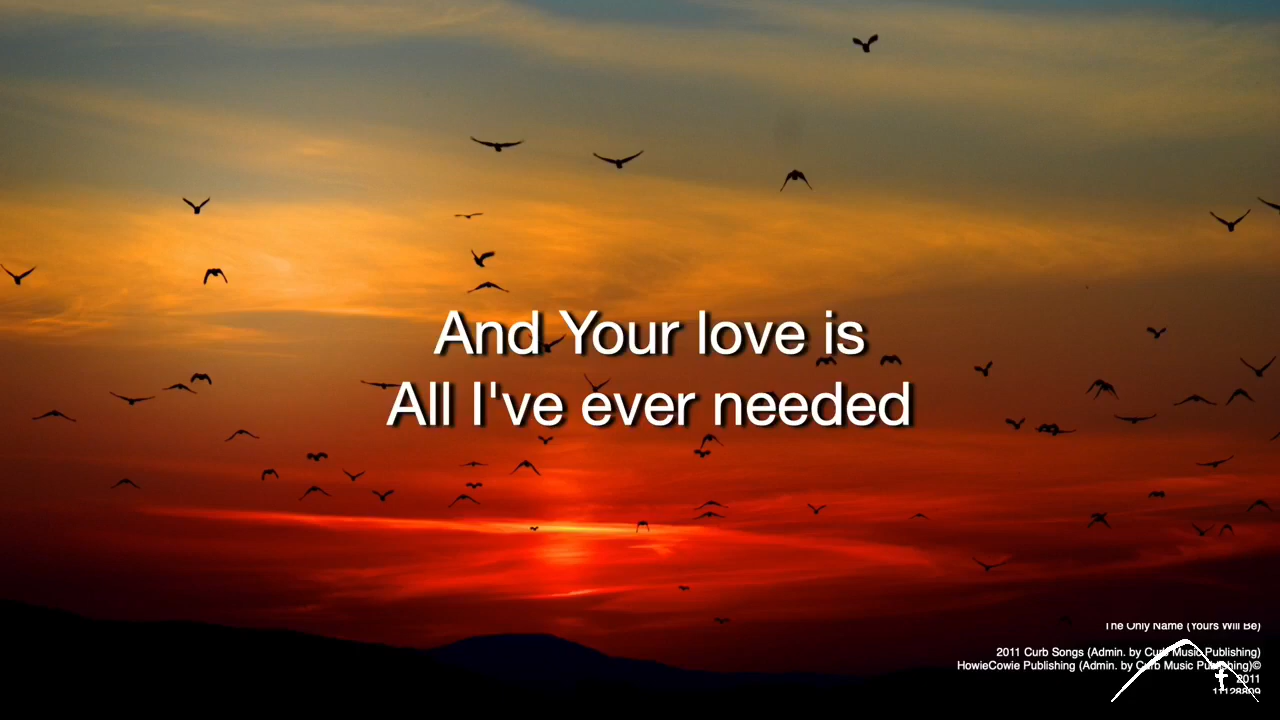 And Your love is
All I've ever needed
The Only Name (Yours Will Be)
2011 Curb Songs (Admin. by Curb Music Publishing)
HowieCowie Publishing (Admin. by Curb Music Publishing)©
2011